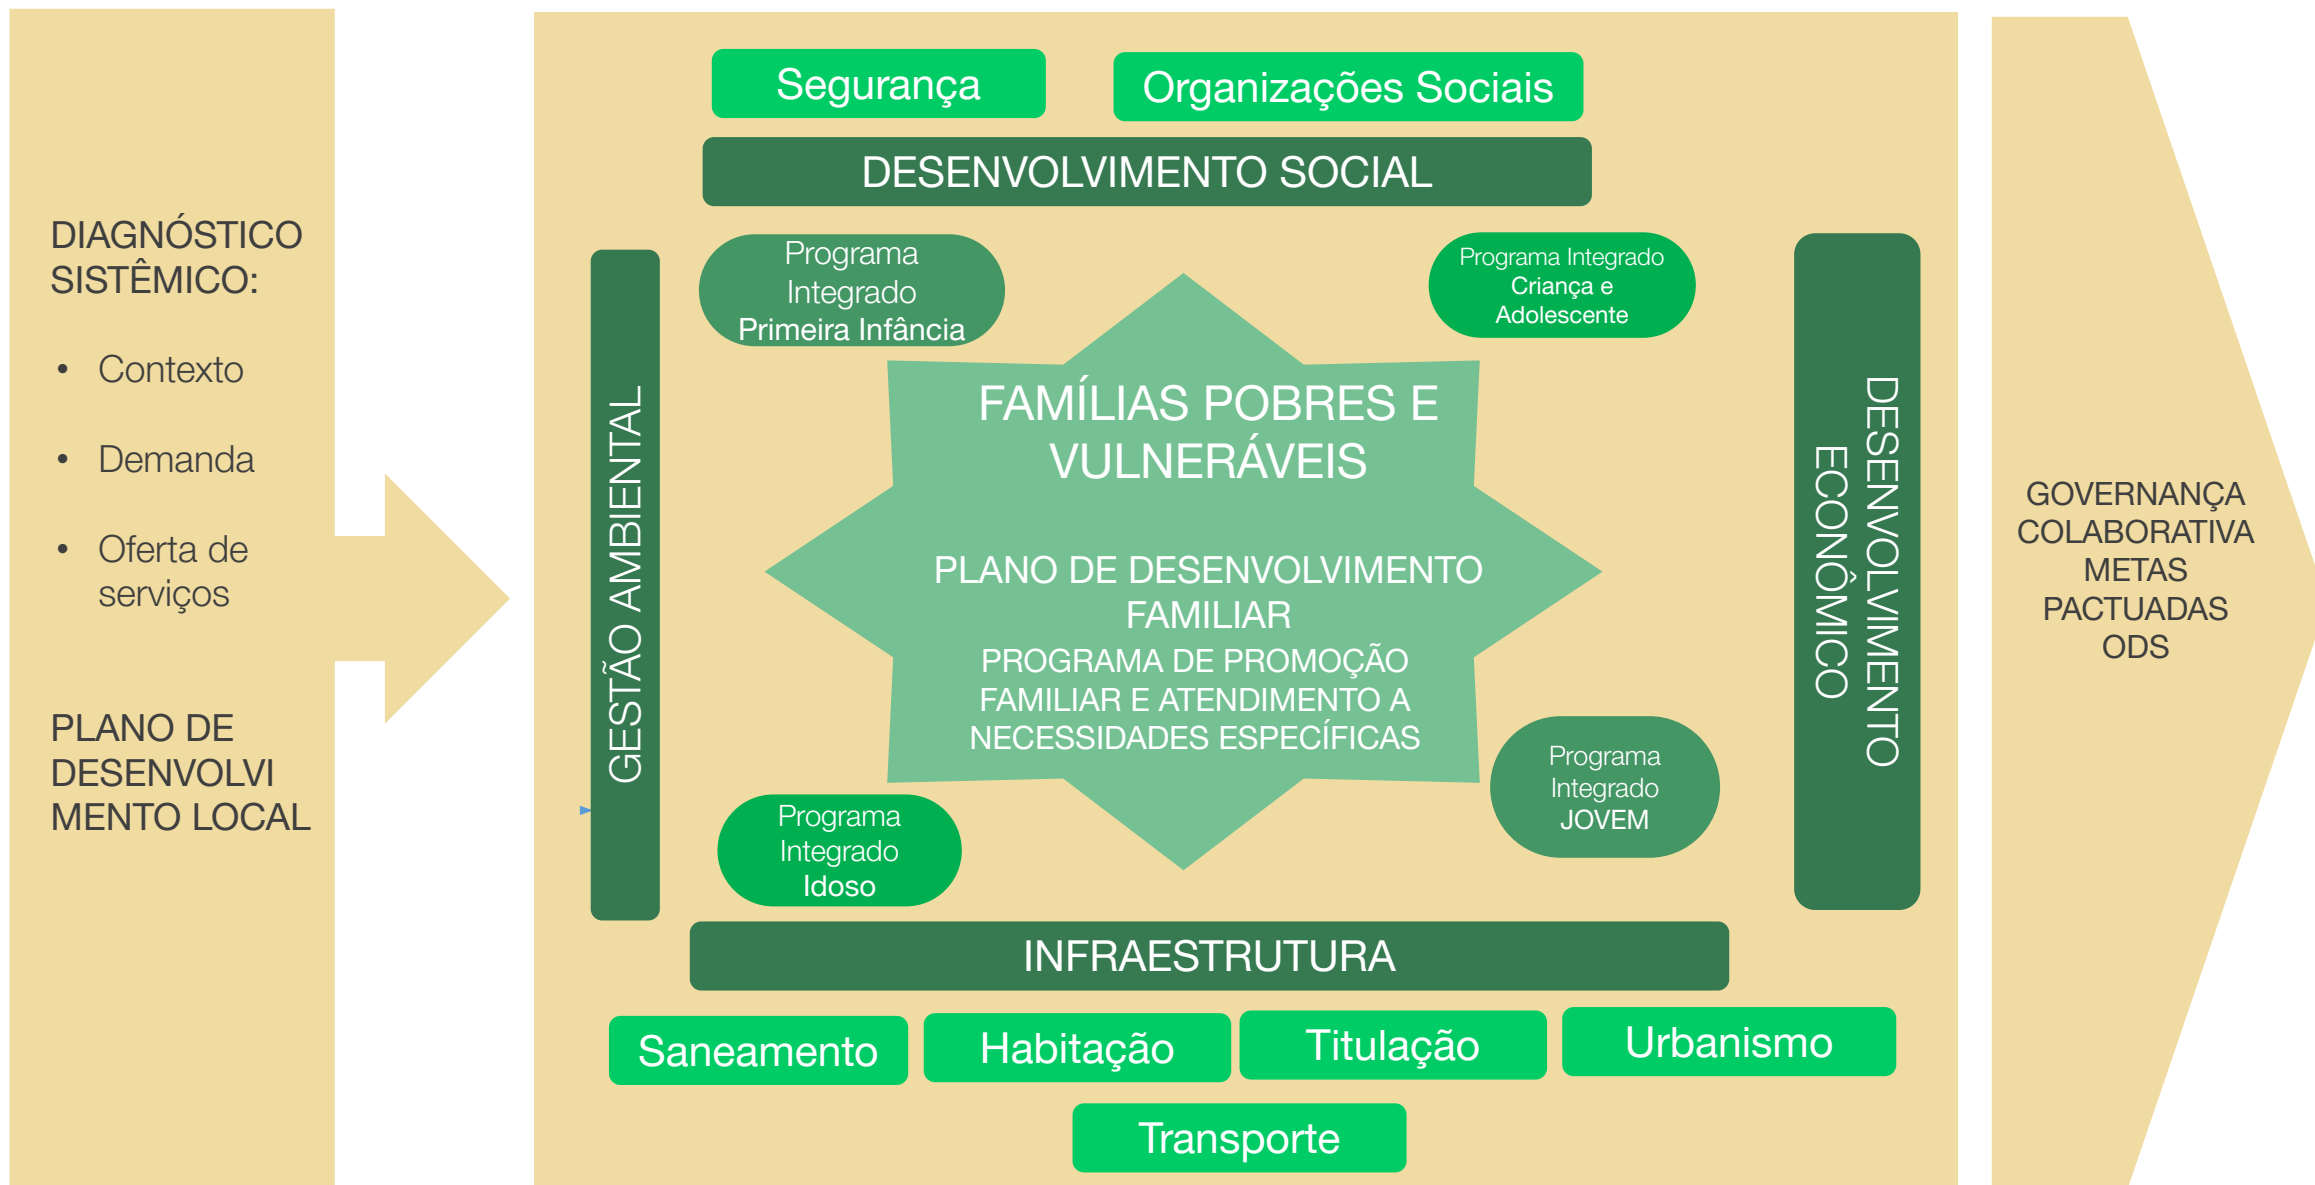 DIAGNÓSTICO
SISTÊMICO:
• Contexto
• Demanda
• Oferta de
serviços
PLANO DE
DESENVOLVI
MENTO LOCAL
Segurança
Organizações Sociais
DESENVOLVIMENTO SOCIAL
GESTÃO AMBIENTAL
Programa
Integrado
Primeira Infância
Programa Integrado
Criança e
Adolescente
FAMÍLIAS POBRES E
VULNERÁVEIS
PLANO DE DESENVOLVIMENTO
FAMILIAR
PROGRAMA DE PROMOÇÃO
FAMILIAR E ATENDIMENTO A
NECESSIDADES ESPECÍFICAS
Programa
Integrado
Idoso
Programa
Integrado
JOVEM
DESENVOLVIMENTO
ECONÔMICO
INFRAESTRUTURA
Saneamento
Habitação
Titulação
Urbanismo
Transporte
GOVERNANÇA
COLABORATIVA
METAS
PACTUADAS
ODS